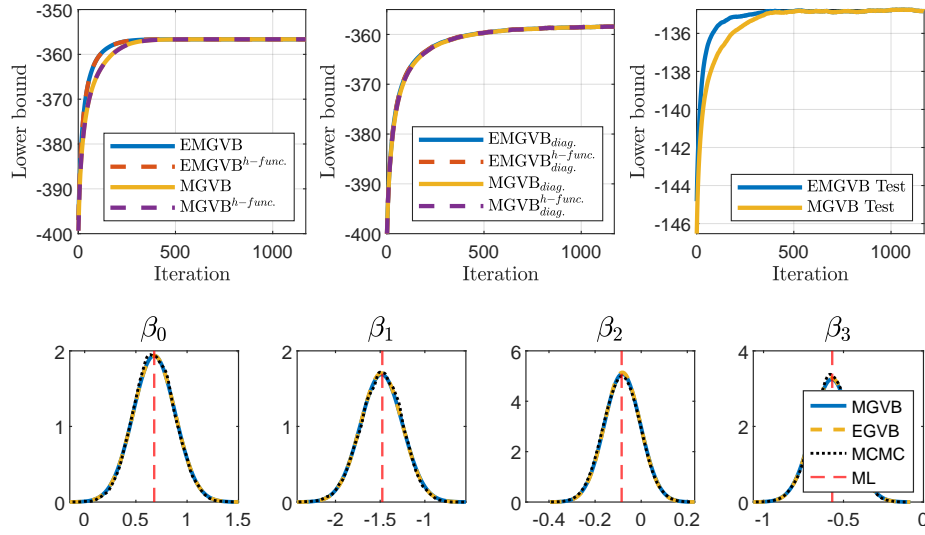 Lower bound
-350
-360
-370
-380
-390
-400
0
500
1000
Iteration
EMGVB
EMGVB^{h-func.}
MGVB
MGVB^{h-func.}
Lower bound
-360
-370
-380
-390
-400
0
500
1000
Iteration
EMGVB_{diag.}
EMGVB_{diag.}^{h-func.}
MGVB_{diag.}
MGVB_{diag.}^{h-func.}
Lower bound
-136
-138
-140
-142
-144
-146
0
500
1000
Iteration
EMGVB Test
MGVB Test
β_0
2
1
0
0
0.5
1
1.5
β_1
2
1
0
-2
-1.5
-1
β_2
6
4
2
0
-0.4
-0.2
0
0.2
β_3
4
2
0
-1
-0.5
0
MGVB
EGVB
MCMC
ML